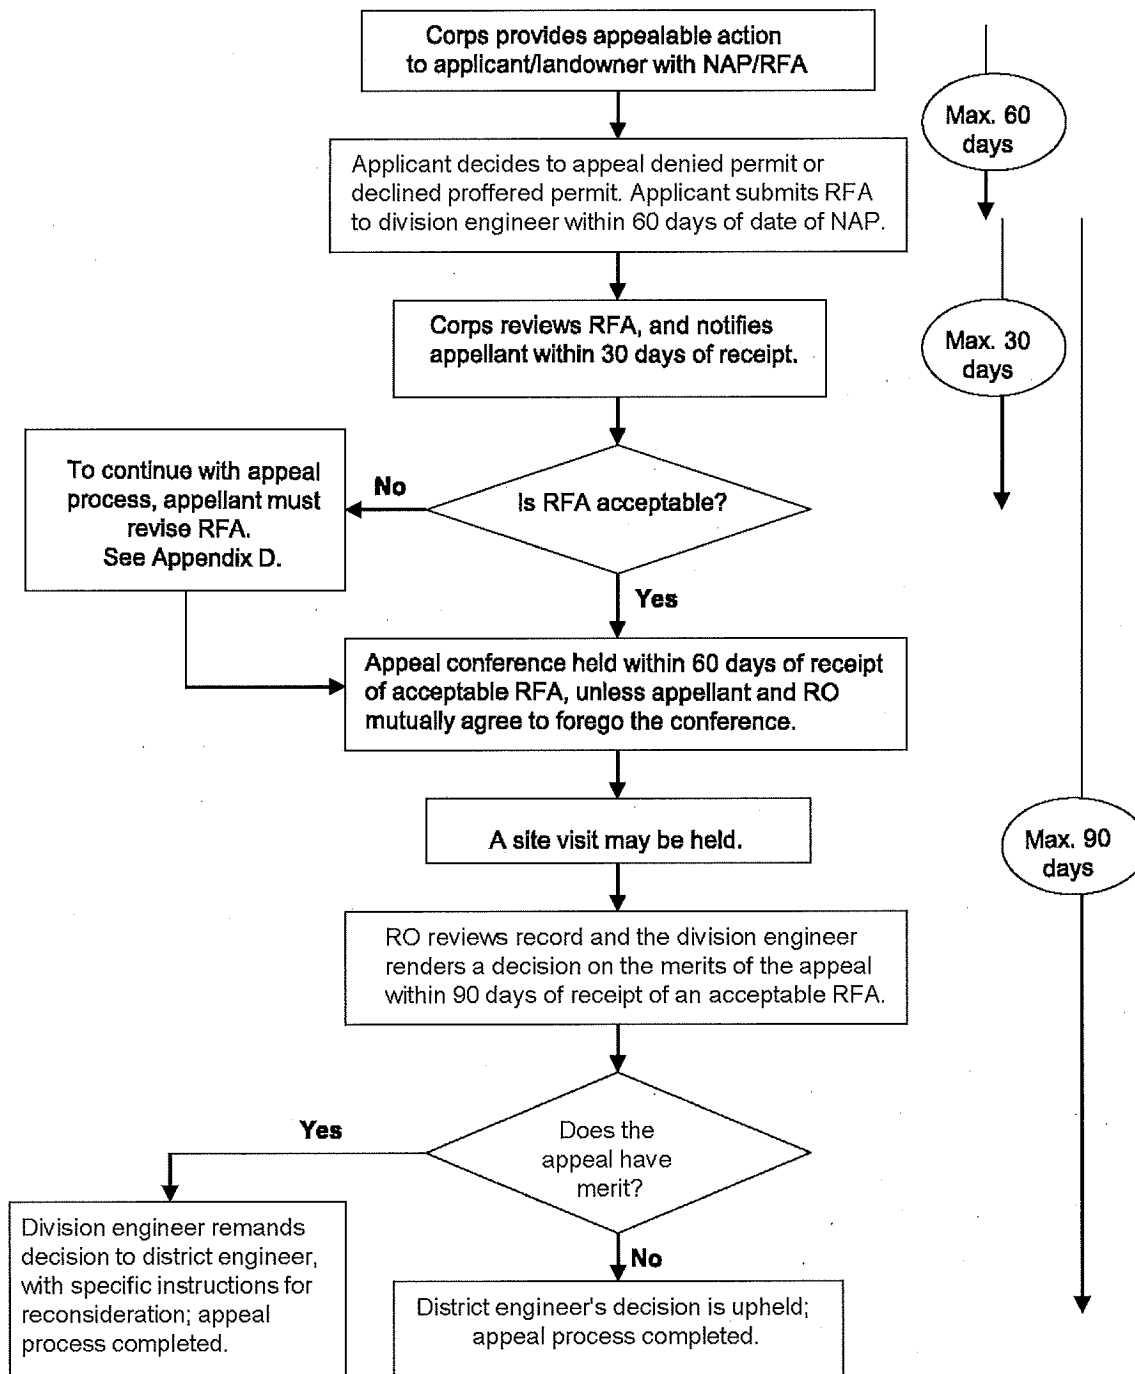 Corps provides appealable action
to applicant/landowner with NAP/RFA
Max. 60
days
Applicant decides to appeal denied permit or
declined proffered permit. Applicant submits RFA
to division engineer within 60 days of date of NAP.
Corps reviews RFA, and notifies
appellant within 30 days of receipt.
Max. 30
days
To continue with appeal
process, appellant must
revise RFA.
See Appendix D.
No
Is RFA acceptable?
Yes
Appeal conference held within 60 days of receipt
of acceptable RFA, unless appellant and RO
mutually agree to forego the conference.
A site visit may be held.
Max. 90
days
RO reviews record and the division engineer
renders a decision on the merits of the appeal
within 90 days of receipt of an acceptable RFA.
Yes
Does the
appeal have
merit?
No
Division engineer remands
decision to district engineer,
with specific instructions for
reconsideration; appeal
process completed.
District engineer's decision is upheld;
appeal process completed.